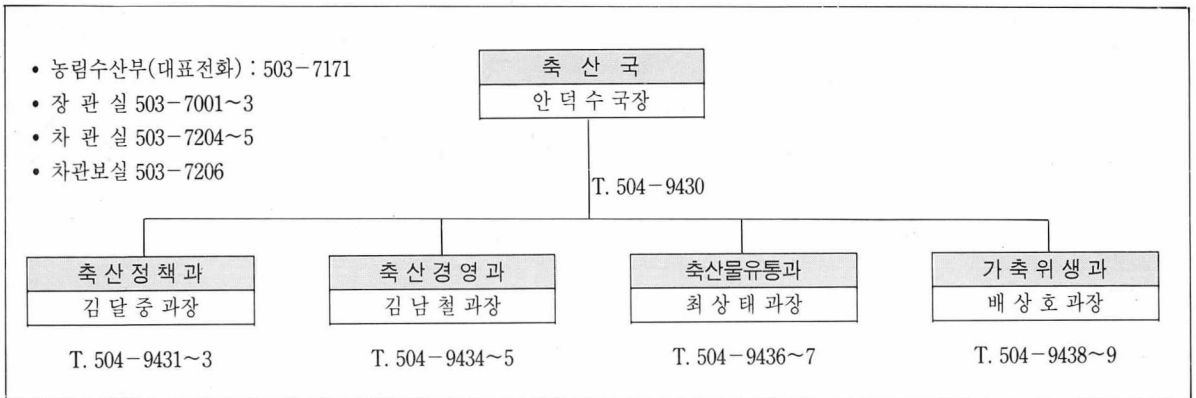 • 농림수산부(대표전화) : 503-7171
• 장 관 실 503-7001~3
• 차 관 실 503-7204~5
• 차관보실 503-7206
축 산 국
안 덕 수 국장
T. 504-9430
축 산 정 책 과
김 달 중 과장
T. 504-9431~3
축 산 경 영 과
김 남 철 과장
T. 504-9434~5
축산물유통과
최 상 태 과장
T. 504-9436~7
가 축 위 생 과
배 상 호 과장
T. 504-9438~9